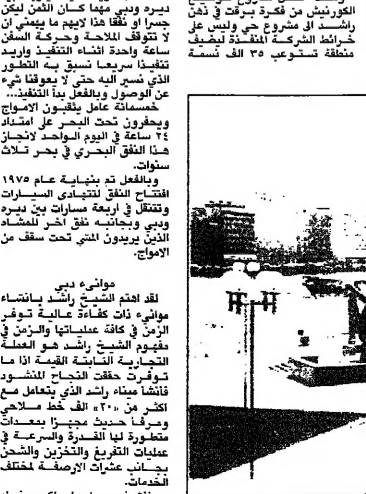 الكورنيش من فكرة برقت في ذهن
راشد الى مشروع حي وليس على
خرائط الشركة المنفذة ليضيف
منطقة تستوعب ٣٥ الف نسمة
ديره ودبي مهما كان الثمن ليكن
جسرا او نفقا هذا لايهم ما يهمني ان
لا تتوقف الملاحة وحركة السفن
ساعة واحدة اثناء التنفيذ واريد
تنفيذا سريعا نسبق به التطور
الذي نسير اليه حتى لا يعوقنا شيء
عن الوصول وبالفعل بدأ التنفيذ...
خمسمائة عامل يثقبون الامواج
ويحفرون تحت البحر على امتداد
٢٤ ساعة في اليوم الواحد لانجاز
هذا النفق البحري في بحر ثلاث
سنوات.
وبالفعل تم بنهاية عام ١٩٧٥
افتتاح النفق لتتهادى السيارات
وتنتقل في اربعة مسارات بين ديره
ودبي وبجانبه نفق اخر للمشاه
الذين يريدون المشي تحت سقف من
الامواج.
موانىء دبي
لقد اهتم الشيخ راشد بانشاء
موانىء ذات كفاءة عالية توفر
الزمن في كافة عملياتها والزمن في
مفهوم الشيخ راشد هو العملة
التجارية الثابتة القيمة اذا ما
توفرت حققت النجاح المنشود
فأنشأ ميناء راشد الذي يتعامل مع
اكثر من «٣٠» الف خط ملاحي
ومرفأ حديث مجهزا بمعدات
متطورة لها القدرة والسرعة في
عمليات التفريغ والتخزين والشحن
بجانب عشرات الارصفة لمختلف
الخدمات.